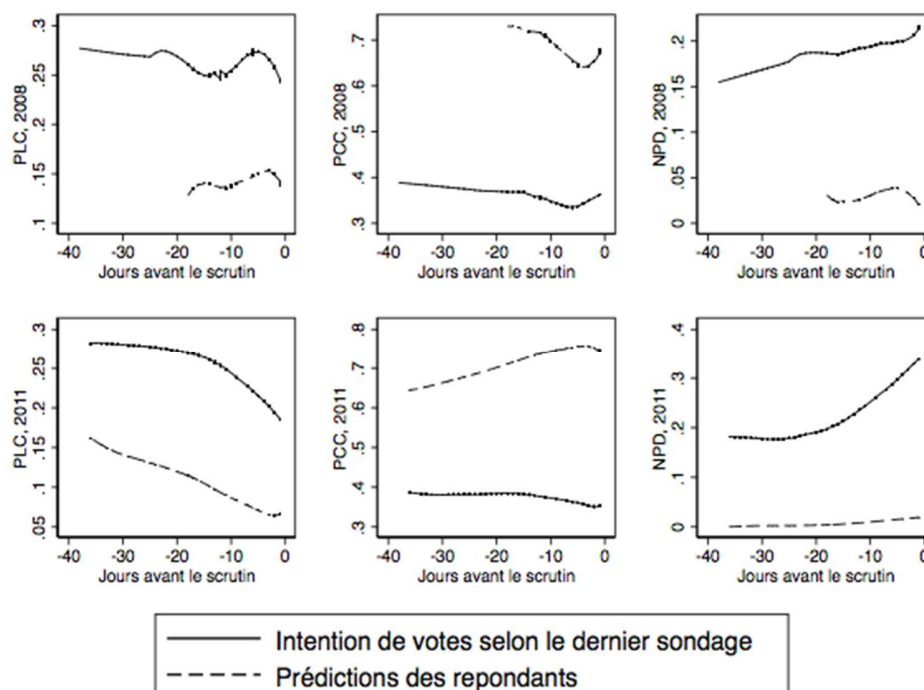 PLC, 2008
.1 .15 .2 .25 .3
-40 -30 -20 -10 0
Jours avant le scrutin
PCC, 2008
.3 .4 .5 .6 .7
-40 -30 -20 -10 0
Jours avant le scrutin
NPD, 2008
0 .05 .1 .15 .2
-40 -30 -20 -10 0
Jours avant le scrutin
PLC, 2011
.05 .1 .15 .2 .25 .3
-40 -30 -20 -10 0
Jours avant le scrutin
PCC, 2011
.3 .4 .5 .6 .7 .8
-40 -30 -20 -10 0
Jours avant le scrutin
NPD, 2011
0 .1 .2 .3 .4
-40 -30 -20 -10 0
Jours avant le scrutin
Intention de votes selon le dernier sondage
Prédictions des repondants